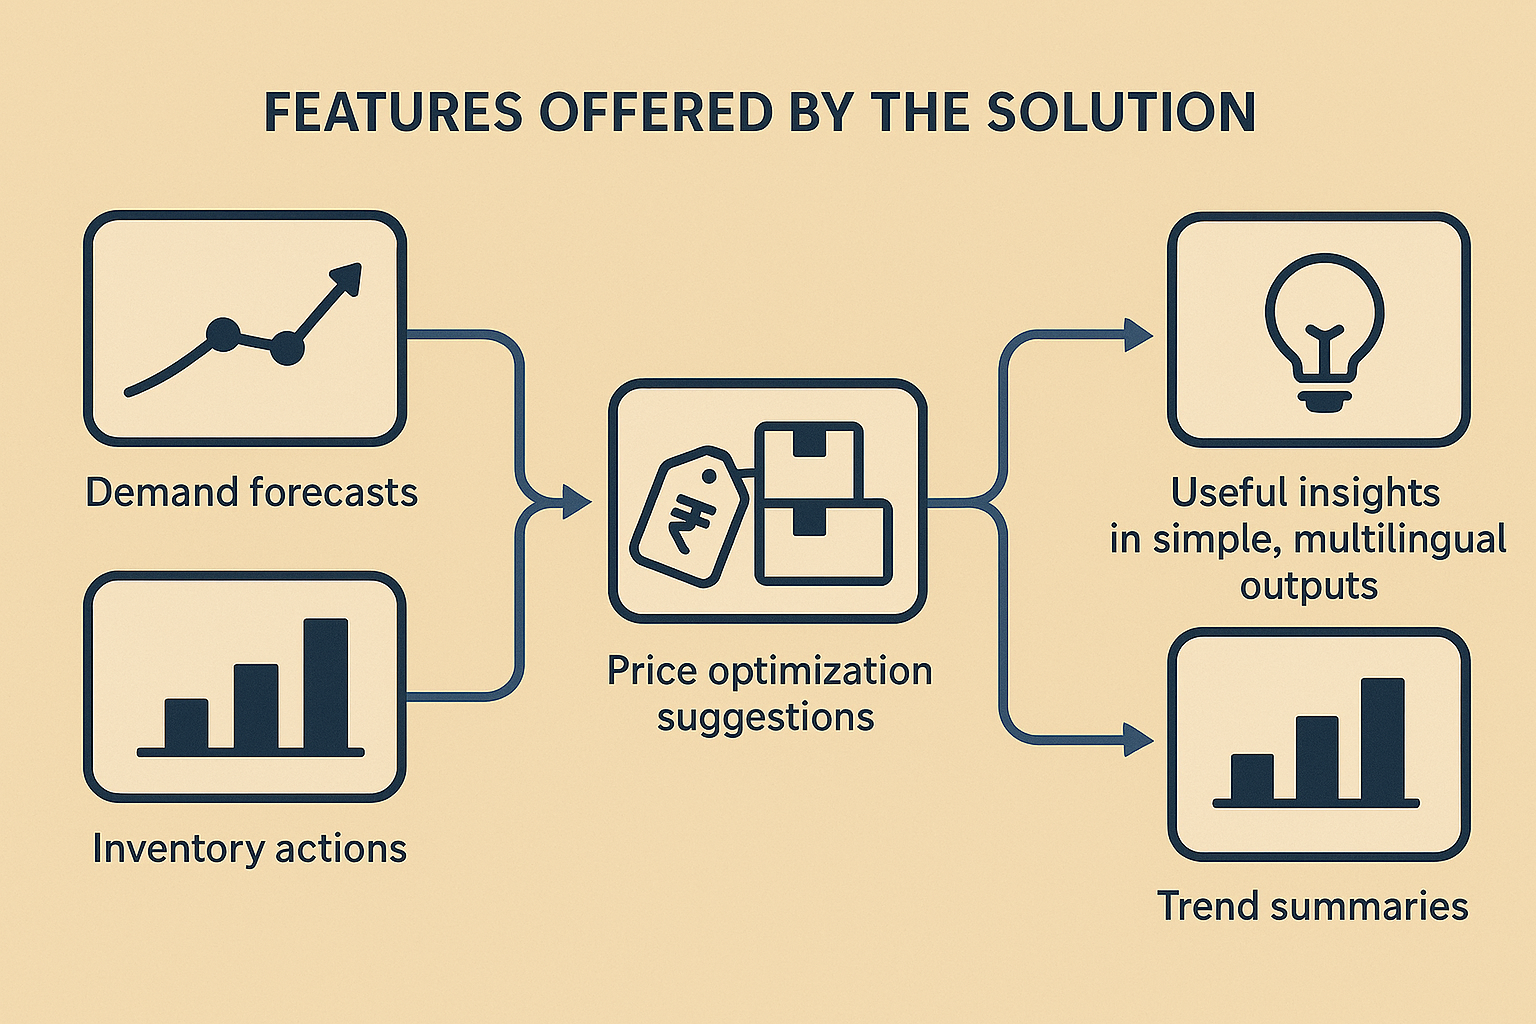 FEATURES OFFERED BY THE SOLUTION
Demand forecasts
Inventory actions
₹
Price optimization
suggestions
Useful insights
in simple, multilingual
outputs
Trend summaries